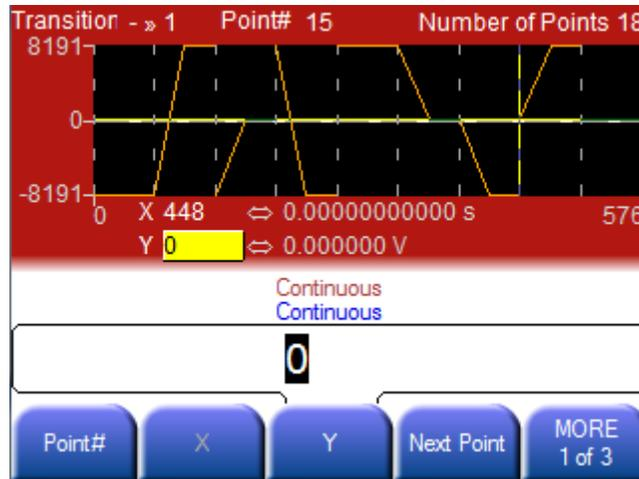 Transition - » 1 Point# 15 Number of Points 18
8191
0
-8191
0 X 448 ⇔ 0.00000000000 s 576
Y 0 ⇔ 0.000000 V
Continuous
Continuous
0
Point# X Y Next Point MORE
1 of 3